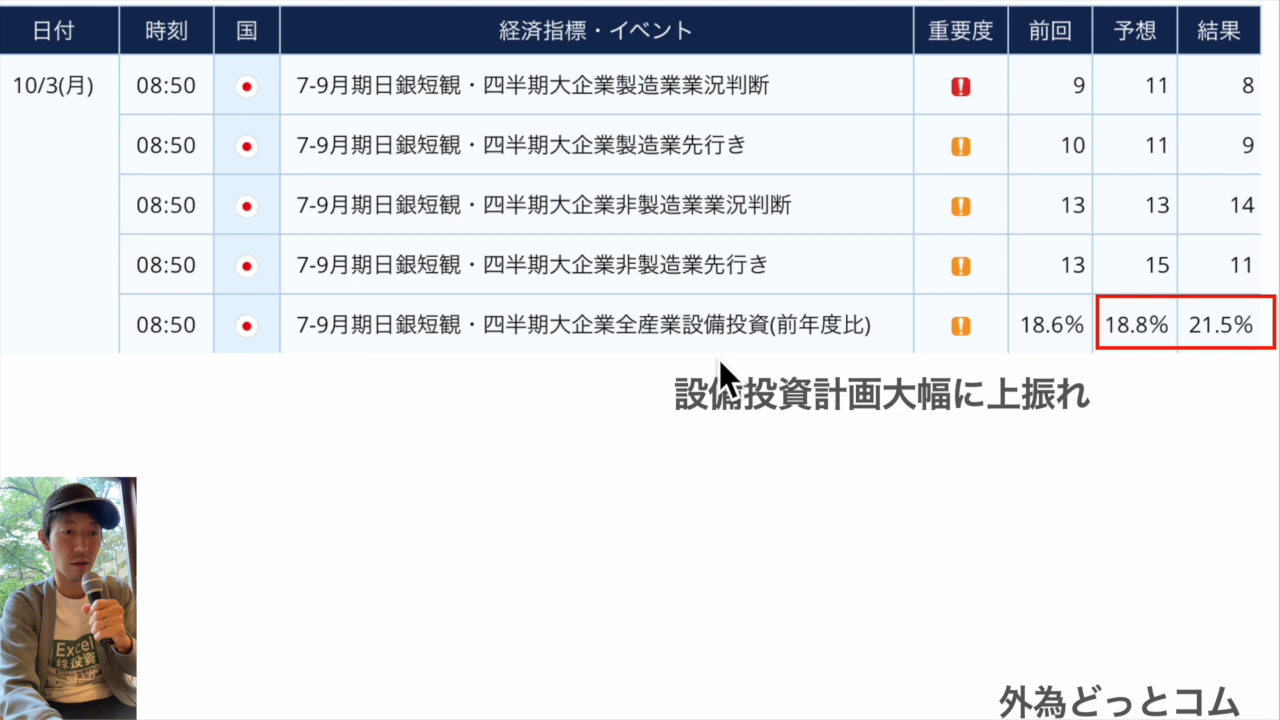 日付 時刻 国 経済指標・イベント 重要度 前回 予想 結果
10/3(月) 08:50 7-9月期日銀短観・四半期大企業製造業業況判断 9 11 8
08:50 7-9月期日銀短観・四半期大企業製造業先行き 10 11 9
08:50 7-9月期日銀短観・四半期大企業非製造業業況判断 13 13 14
08:50 7-9月期日銀短観・四半期大企業非製造業先行き 13 15 11
08:50 7-9月期日銀短観・四半期大企業全産業設備投資(前年度比) 18.6% 18.8% 21.5%
設備投資計画大幅に上振れ
Excel
株投資
外為どっとコム